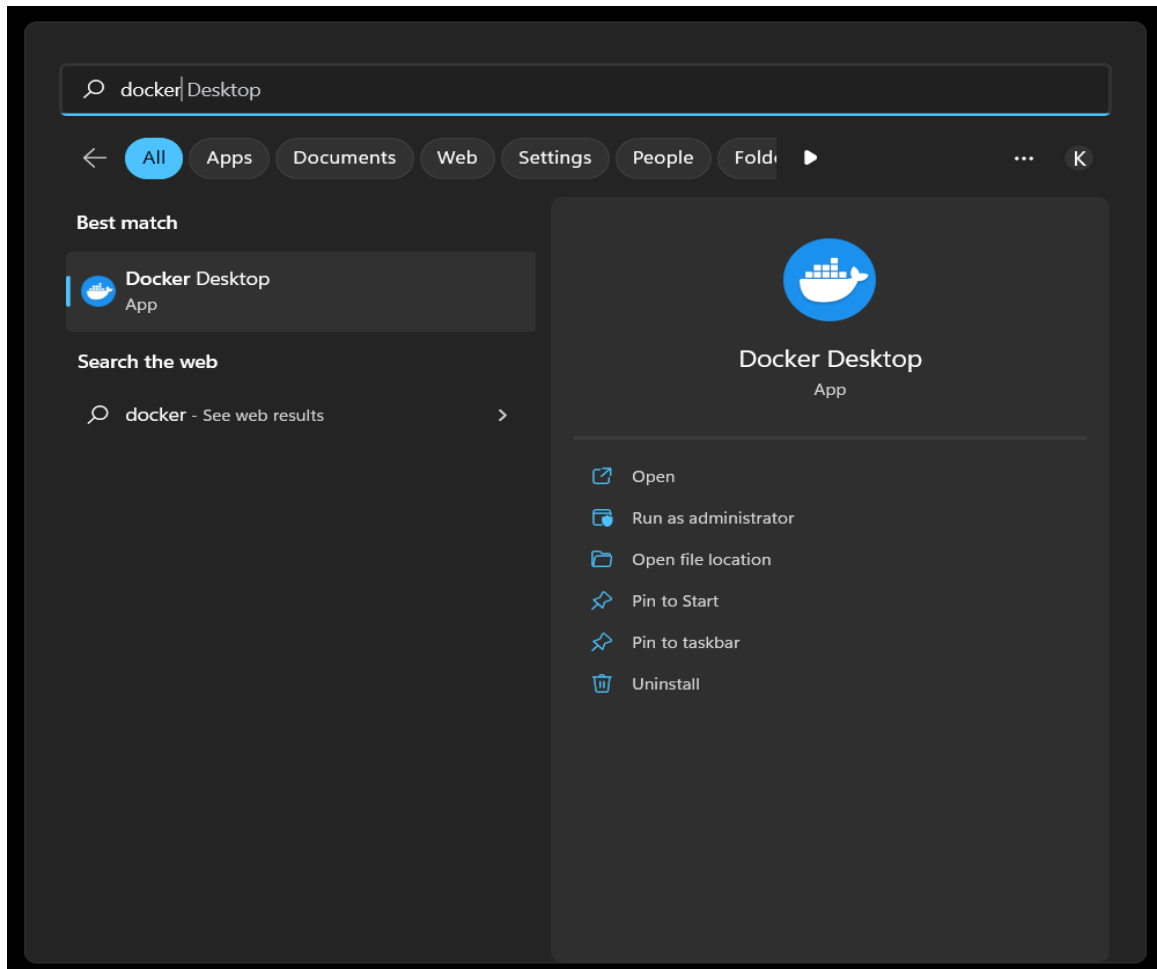 docker Desktop
All Apps Documents Web Settings People Folde K
Best match
Docker Desktop
App
Search the web
docker - See web results
Docker Desktop
App
Open
Run as administrator
Open file location
Pin to Start
Pin to taskbar
Uninstall